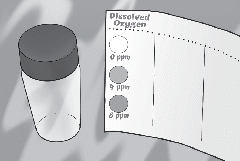 Dissolved
Oxygen
0 ppm
4 ppm
8 ppm